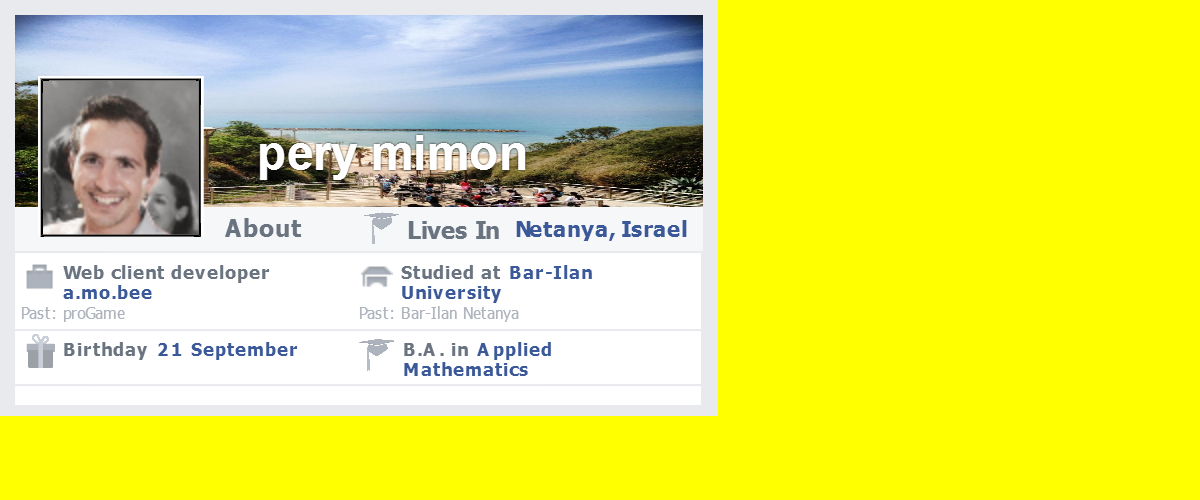 pery mimon
About
Lives In Netanya, Israel
Web client developer
a.mo.bee
Past: proGame
Studied at Bar-Ilan
University
Past: Bar-Ilan Netanya
Birthday 21 September
B.A. in Applied
Mathematics